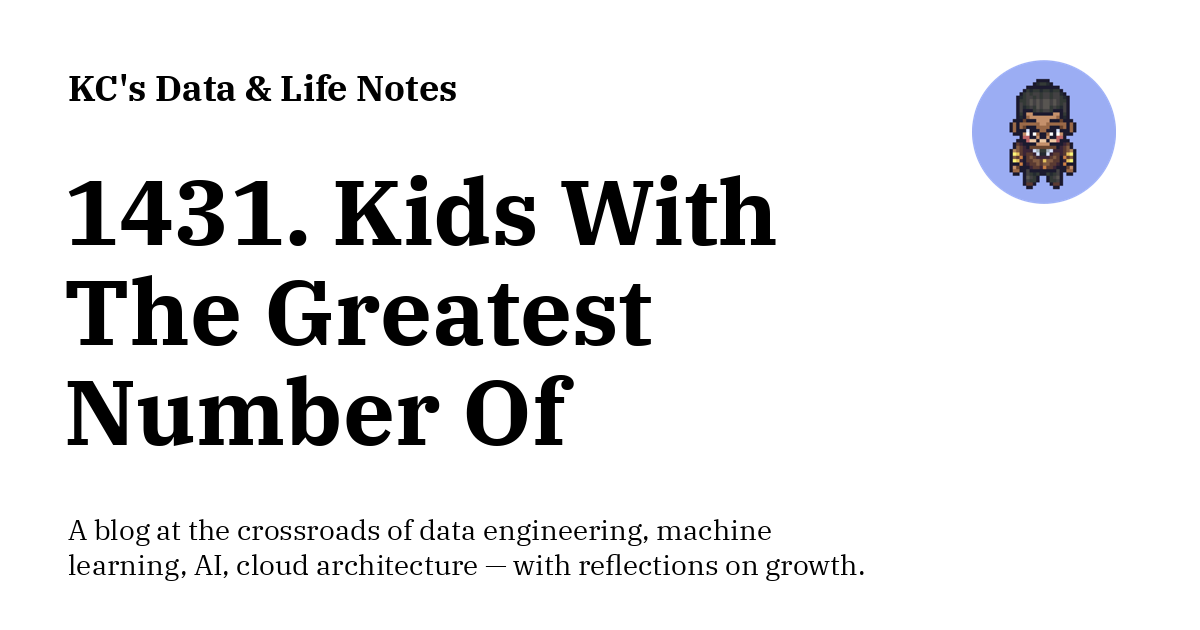 KC's Data & Life Notes
1431. Kids With
The Greatest
Number Of
A blog at the crossroads of data engineering, machine
learning, AI, cloud architecture — with reflections on growth.